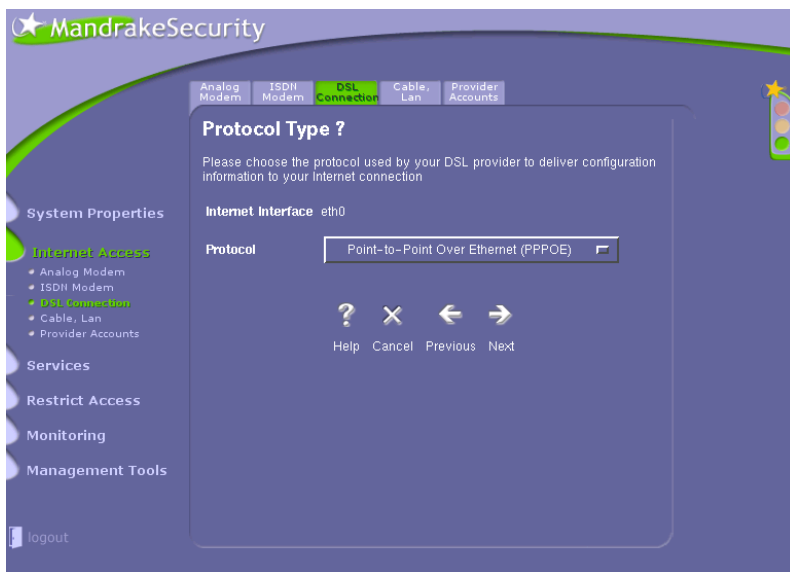 MandrakeSecurity
Analog Modem
ISDN Modem
DSL Connection
Cable, Lan
Provider Accounts
Protocol Type ?
Please choose the protocol used by your DSL provider to deliver configuration
information to your Internet connection
Internet Interface eth0
Protocol Point-to-Point Over Ethernet (PPPOE)
Help Cancel Previous Next
System Properties
Internet Access
Analog Modem
ISDN Modem
DSL Connection
Cable, Lan
Provider Accounts
Services
Restrict Access
Monitoring
Management Tools
logout